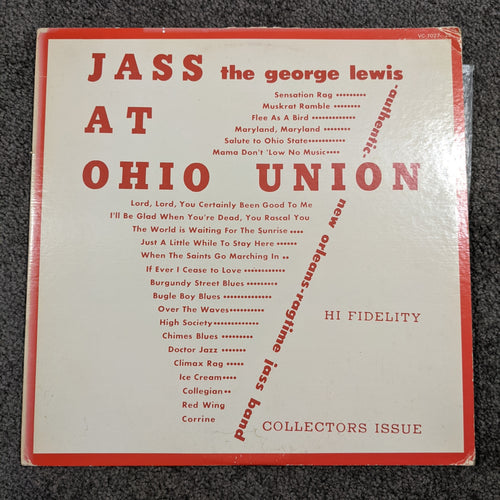 VC-7027
JASS the george lewis
-authentic-
Sensation Rag •••••••••
Muskrat Ramble ••••••••
Flee As A Bird ••••••••••••••
Maryland, Maryland ••••••••
Salute to Ohio State•••••••••••
Mama Don't 'Low No Music••••
AT
OHIO UNION
new orleans-ragtime jass band
Lord, Lord, You Certainly Been Good To Me
I'll Be Glad When You're Dead, You Rascal You
The World is Waiting For The Sunrise ••••
Just A Little While To Stay Here ••••••
When The Saints Go Marching In ••
If Ever I Cease to Love •••••••••••
Burgundy Street Blues •••••••••
Bugle Boy Blues •••••••••••••
Over The Waves•••••••••••
High Society••••••••••••
Chimes Blues •••••••••
Doctor Jazz •••••••
Climax Rag •••••
Ice Cream••••
Collegian••
Red Wing
Corrine
HI FIDELITY
COLLECTORS ISSUE